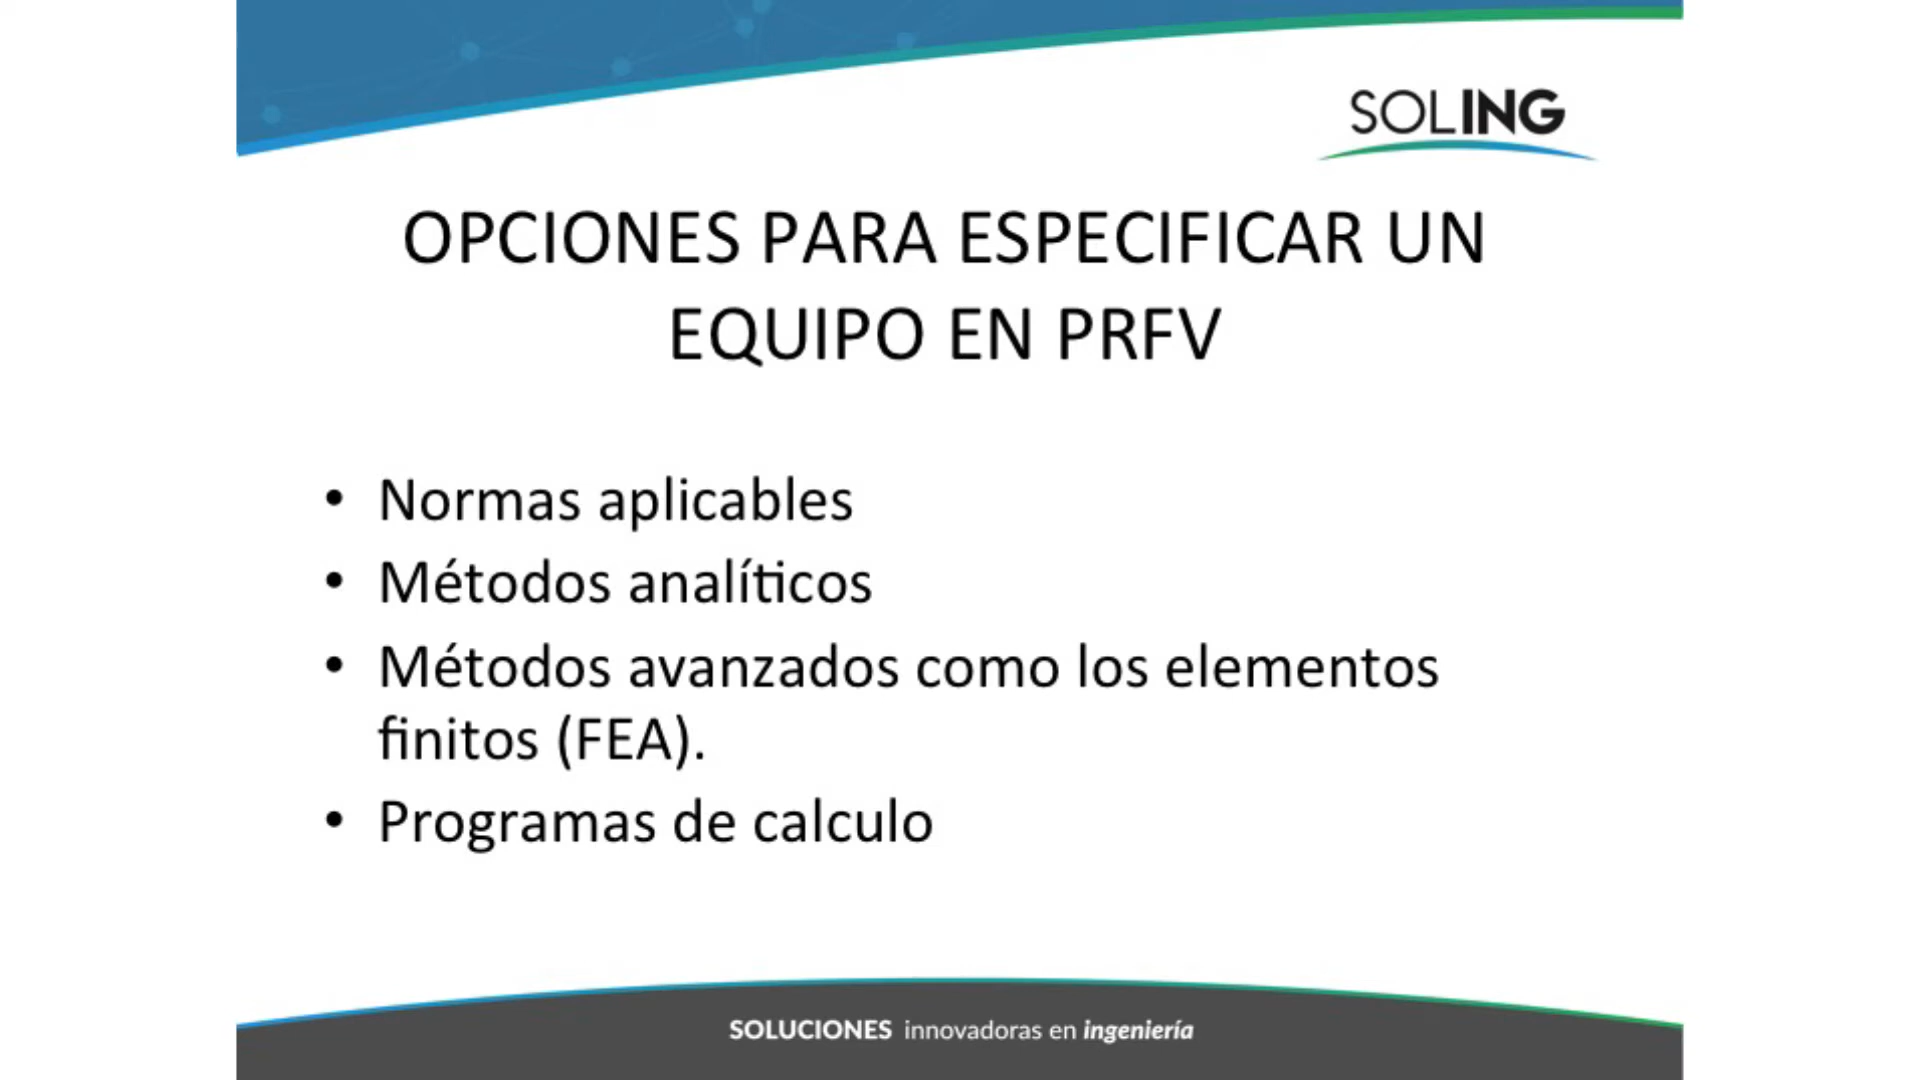 SOLING
OPCIONES PARA ESPECIFICAR UN
EQUIPO EN PRFV
• Normas aplicables
• Métodos analíticos
• Métodos avanzados como los elementos
finitos (FEA).
• Programas de calculo
SOLUCIONES innovadoras en ingeniería